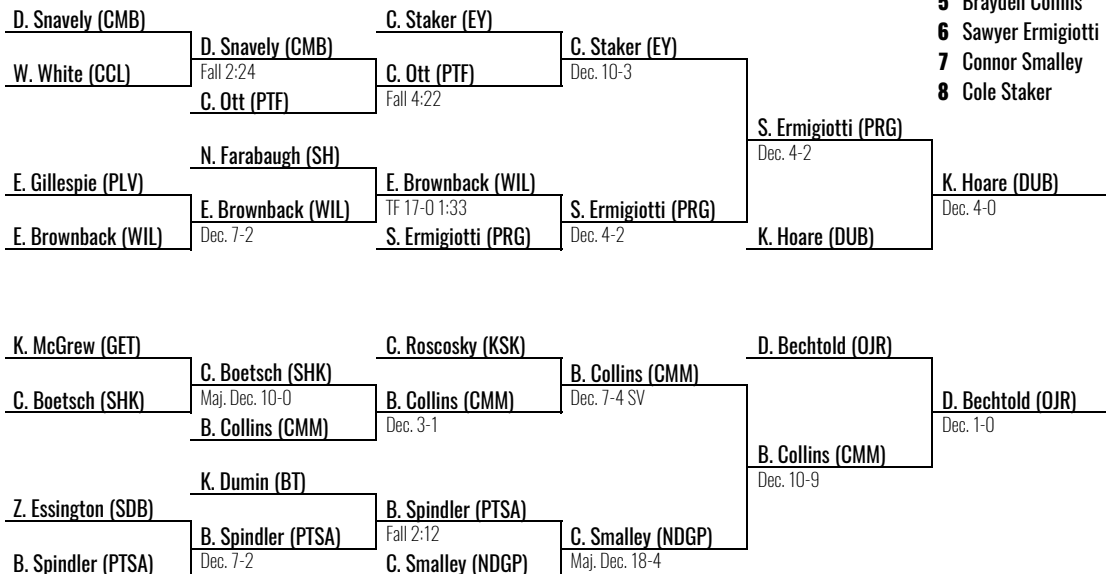 5 Brayden Collins
6 Sawyer Ermigiotti
7 Connor Smalley
8 Cole Staker
D. Snavely (CMB)
W. White (CCL)
D. Snavely (CMB)
Fall 2:24
C. Ott (PTF)
C. Staker (EY)
C. Ott (PTF)
Fall 4:22
C. Staker (EY)
Dec. 10-3
E. Gillespie (PLV)
E. Brownback (WIL)
N. Farabaugh (SH)
E. Brownback (WIL)
Dec. 7-2
E. Brownback (WIL)
TF 17-0 1:33
S. Ermigiotti (PRG)
S. Ermigiotti (PRG)
Dec. 4-2
S. Ermigiotti (PRG)
Dec. 4-2
K. Hoare (DUB)
K. Hoare (DUB)
Dec. 4-0
K. McGrew (GET)
C. Boetsch (SHK)
C. Boetsch (SHK)
Maj. Dec. 10-0
B. Collins (CMM)
C. Roscosky (KSK)
B. Collins (CMM)
Dec. 3-1
B. Collins (CMM)
Dec. 7-4 SV
Z. Essington (SDB)
B. Spindler (PTSA)
K. Dumin (BT)
B. Spindler (PTSA)
Dec. 7-2
B. Spindler (PTSA)
Fall 2:12
C. Smalley (NDGP)
C. Smalley (NDGP)
Maj. Dec. 18-4
D. Bechtold (OJR)
B. Collins (CMM)
Dec. 10-9
D. Bechtold (OJR)
Dec. 1-0